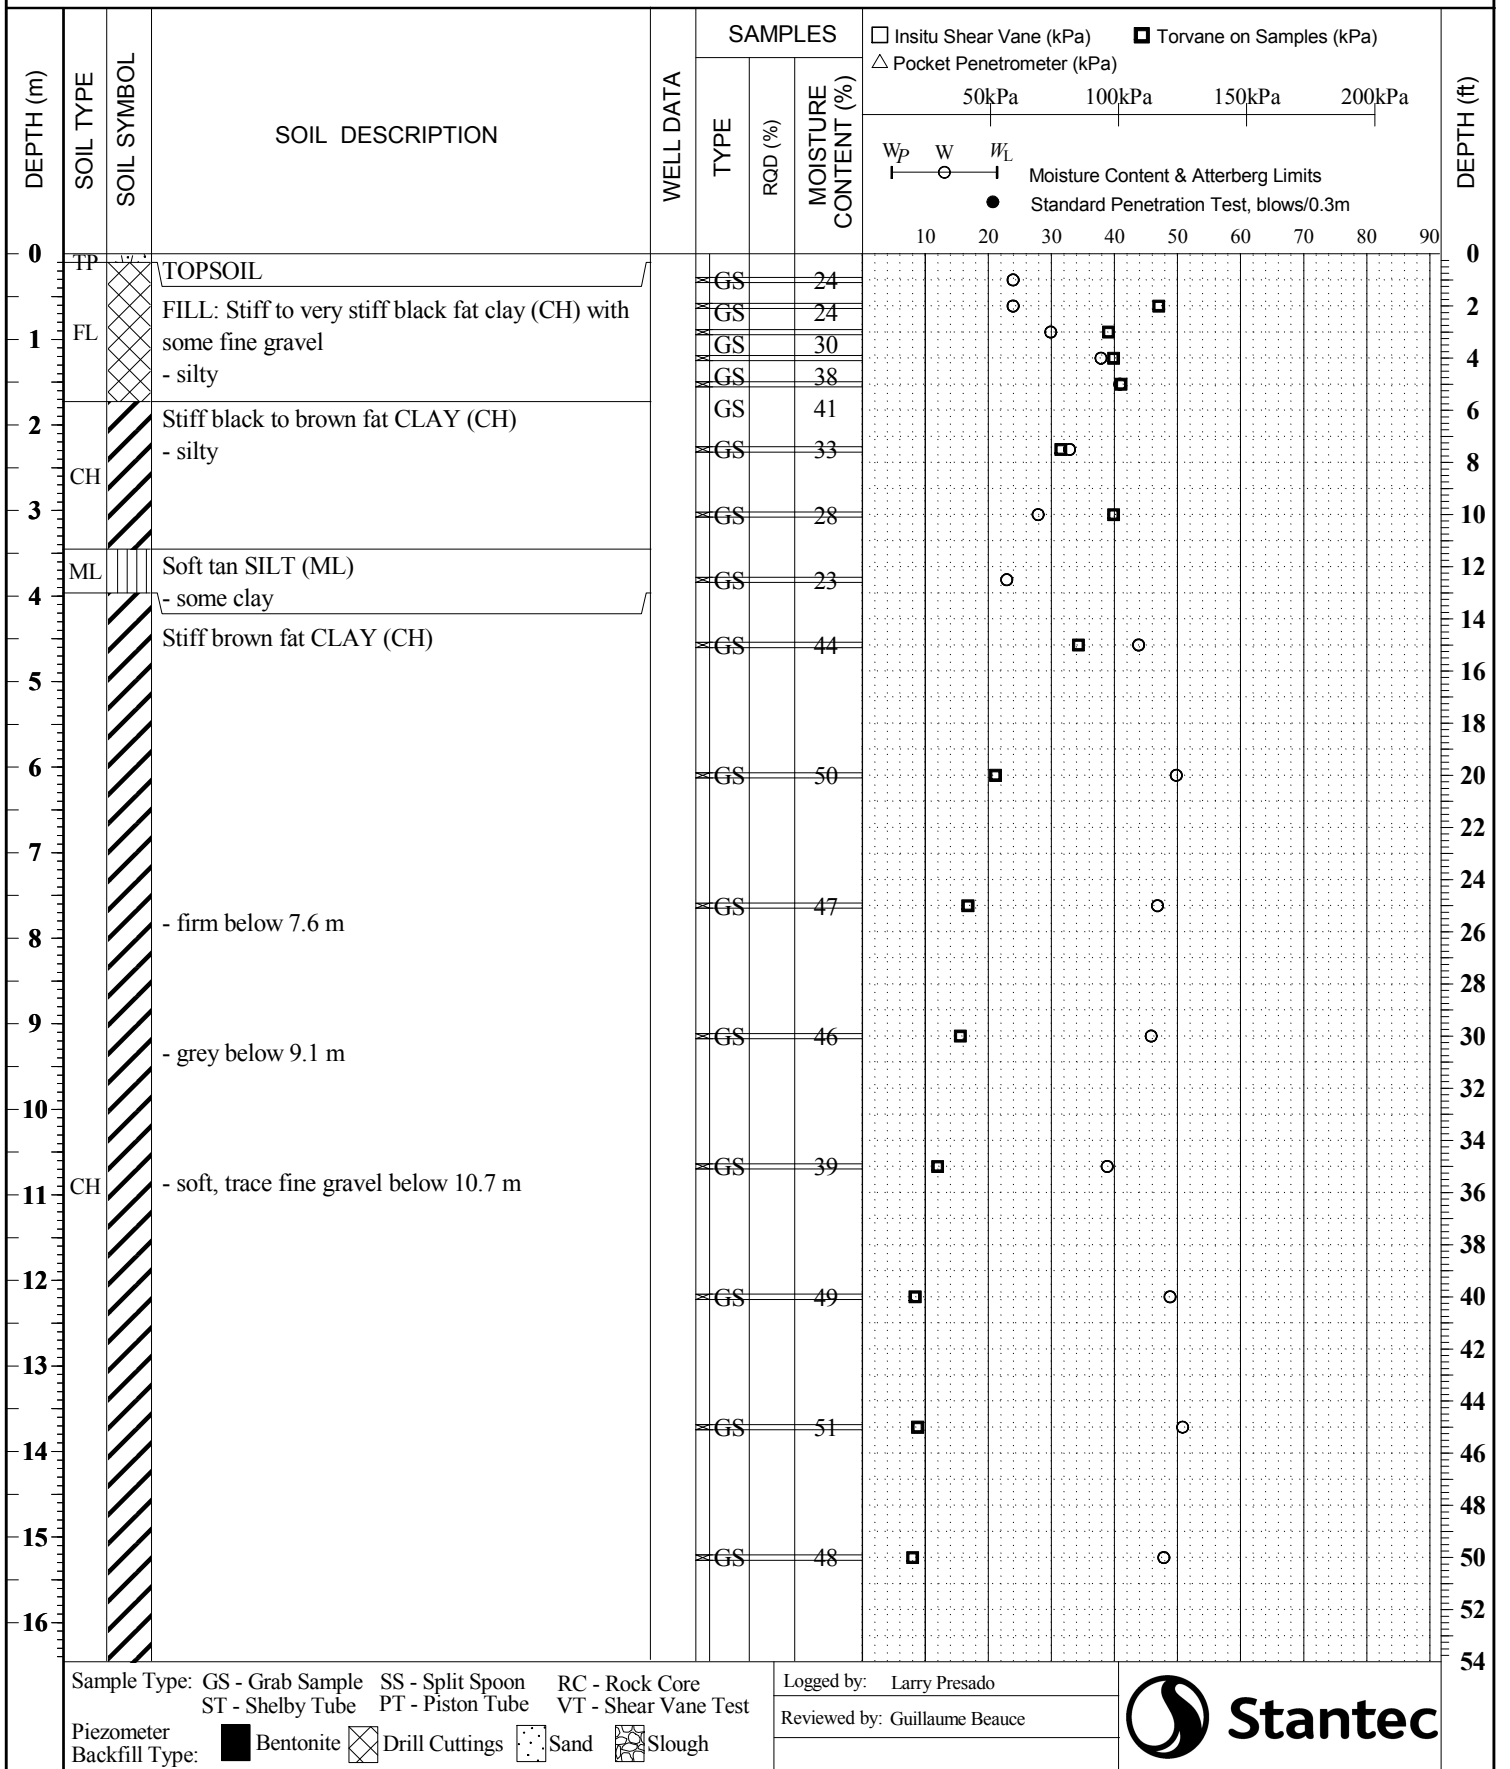 DEPTH (m)
SOIL TYPE
SOIL SYMBOL
SOIL DESCRIPTION
WELL DATA
SAMPLES
TYPE
RQD (%)
MOISTURE
CONTENT (%)
Insitu Shear Vane (kPa)
Torvane on Samples (kPa)
Pocket Penetrometer (kPa)
50kPa 100kPa 150kPa 200kPa
WP W WL
Moisture Content & Atterberg Limits
Standard Penetration Test, blows/0.3m
10 20 30 40 50 60 70 80 90
DEPTH (ft)
0
1
2
3
4
5
6
7
8
9
10
11
12
13
14
15
16
TP
FL
CH
ML
CH
TOPSOIL
FILL: Stiff to very stiff black fat clay (CH) with
some fine gravel
- silty
Stiff black to brown fat CLAY (CH)
- silty
Soft tan SILT (ML)
- some clay
Stiff brown fat CLAY (CH)
- firm below 7.6 m
- grey below 9.1 m
- soft, trace fine gravel below 10.7 m
GS 24
GS 24
GS 30
GS 38
GS 41
GS 33
GS 28
GS 23
GS 44
GS 50
GS 47
GS 46
GS 39
GS 49
GS 51
GS 48
0
2
4
6
8
10
12
14
16
18
20
22
24
26
28
30
32
34
36
38
40
42
44
46
48
50
52
54
Sample Type: GS - Grab Sample SS - Split Spoon RC - Rock Core
ST - Shelby Tube PT - Piston Tube VT - Shear Vane Test
Piezometer
Backfill Type:
Bentonite Drill Cuttings Sand Slough
Logged by: Larry Presado
Reviewed by: Guillaume Beauce
Stantec